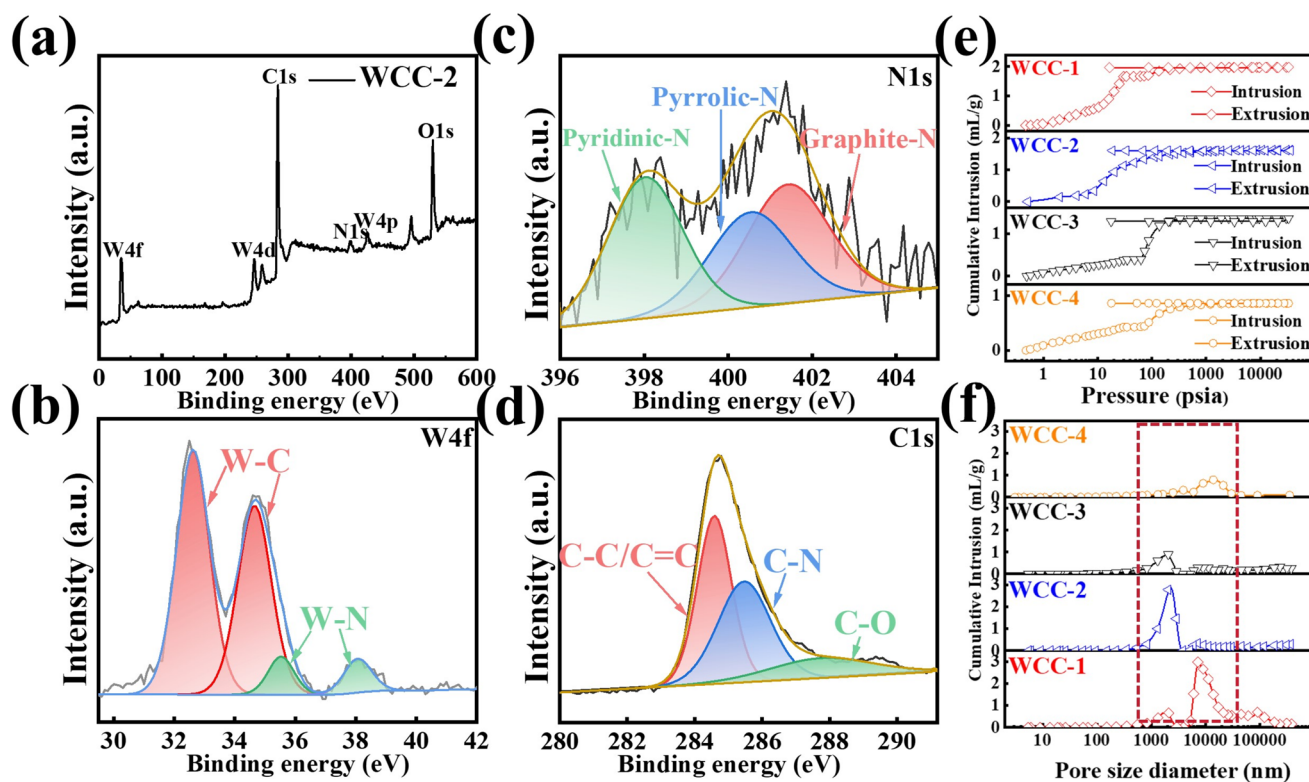 (a)
WCC-2
C1s
O1s
W4f
W4d
N1s
W4p
Intensity (a.u.)
0 100 200 300 400 500 600
Binding energy (eV)
(b)
W4f
W-C
W-N
Intensity (a.u.)
30 32 34 36 38 40 42
Binding energy (eV)
(c)
N1s
Pyrrolic-N
Pyridinic-N
Graphite-N
Intensity (a.u.)
396 398 400 402 404
Binding energy (eV)
(d)
C1s
C-C/C=C
C-N
C-O
Intensity (a.u.)
280 282 284 286 288 290
Binding energy (eV)
(e)
WCC-1
Intrusion
Extrusion
2
1
0
WCC-2
Intrusion
Extrusion
2
1
0
WCC-3
Intrusion
Extrusion
1
0
WCC-4
Intrusion
Extrusion
1
0
Cumulative Intrusion (mL/g)
1 10 100 1000 10000
Pressure (psia)
(f)
WCC-4
3
2
1
0
WCC-3
3
2
1
0
WCC-2
3
2
1
0
WCC-1
3
2
1
0
Cumulative Intrusion (mL/g)
10 100 1000 10000 100000
Pore size diameter (nm)